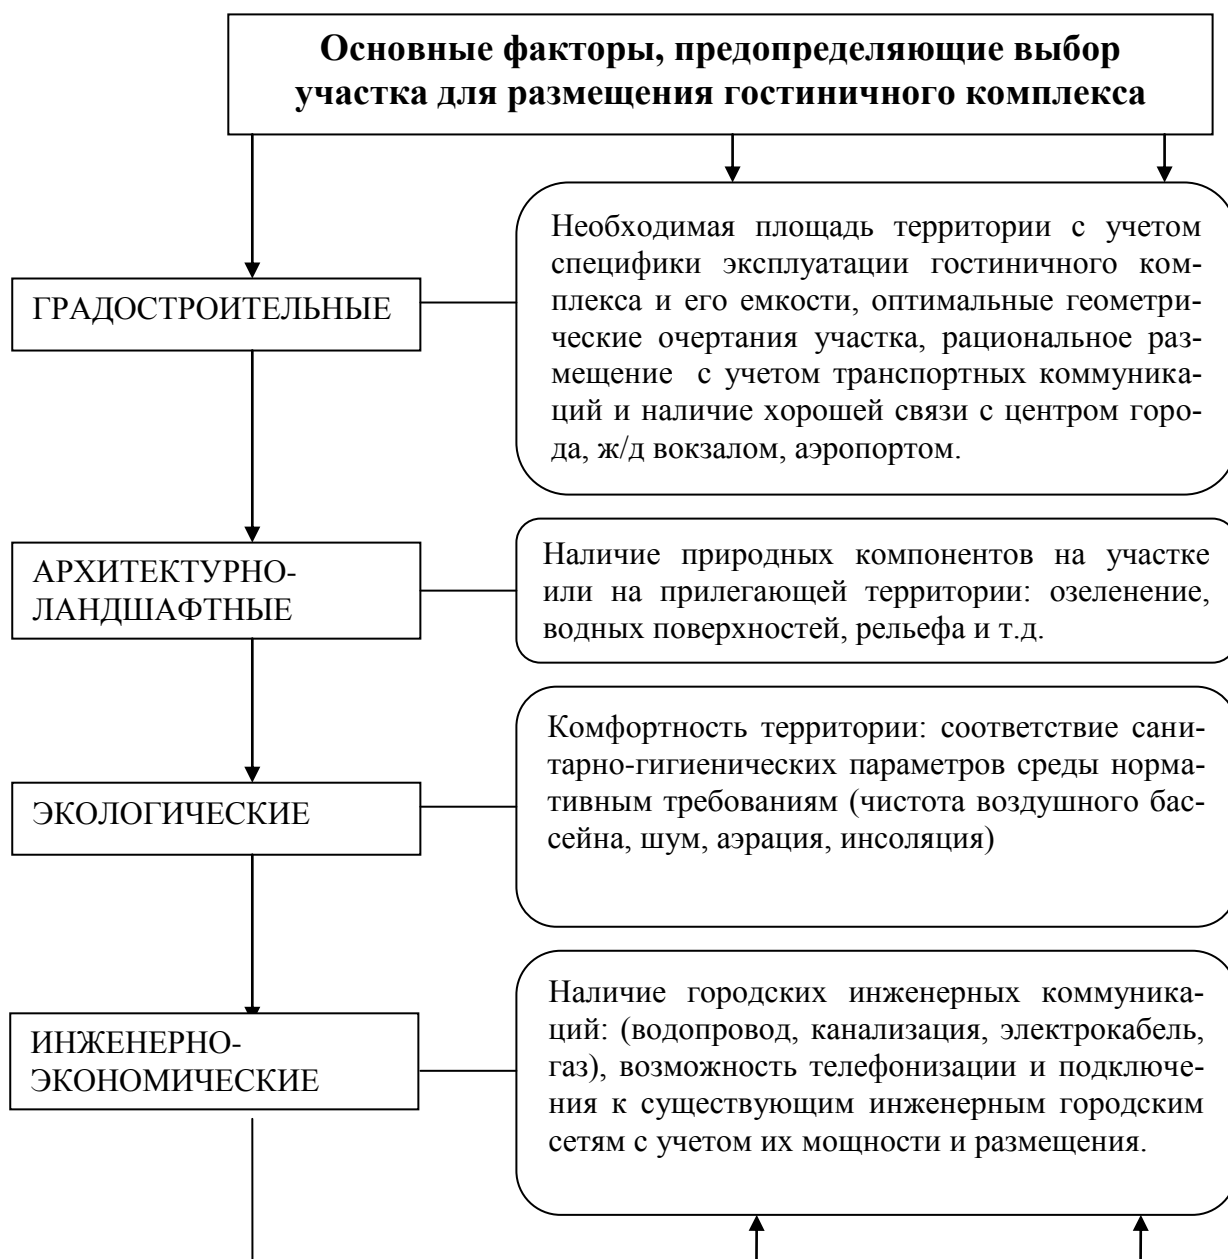 Основные факторы, предопределяющие выбор
участка для размещения гостиничного комплекса
ГРАДОСТРОИТЕЛЬНЫЕ
Необходимая площадь территории с учетом
специфики эксплуатации гостиничного ком-
плекса и его емкости, оптимальные геометри-
ческие очертания участка, рациональное раз-
мещение с учетом транспортных коммуника-
ций и наличие хорошей связи с центром горо-
да, ж/д вокзалом, аэропортом.
АРХИТЕКТУРНО-
ЛАНДШАФТНЫЕ
Наличие природных компонентов на участке
или на прилегающей территории: озеленение,
водных поверхностей, рельефа и т.д.
ЭКОЛОГИЧЕСКИЕ
Комфортность территории: соответствие сани-
тарно-гигиенических параметров среды норма-
тивным требованиям (чистота воздушного бас-
сейна, шум, аэрация, инсоляция)
ИНЖЕНЕРНО-
ЭКОНОМИЧЕСКИЕ
Наличие городских инженерных коммуника-
ций: (водопровод, канализация, электрокабель,
газ), возможность телефонизации и подключе-
ния к существующим инженерным городским
сетям с учетом их мощности и размещения.